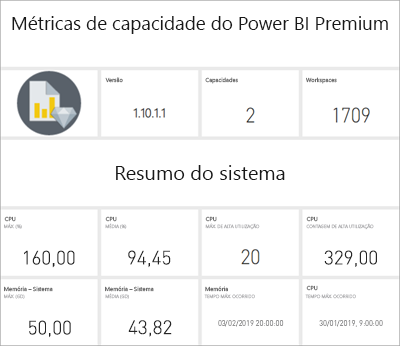 Métricas de capacidade do Power BI Premium
Versão
1.10.1.1
Capacidades
2
Workspaces
1709
Resumo do sistema
CPU
MÁX (%)
160,00
CPU
MÉDIA (%)
94,45
CPU
MÁX DE ALTA UTILIZAÇÃO
20
CPU
CONTAGEM DE ALTA UTILIZAÇÃO
329,00
Memória – Sistema
MÁX (GO)
50,00
Memória – Sistema
MÉDIA (GO)
43,82
Memória
TEMPO MÁX. OCORRIDO
03/02/2019 20:00:00
CPU
TEMPO MÁX. OCORRIDO
30/01/2019, 9:00:00